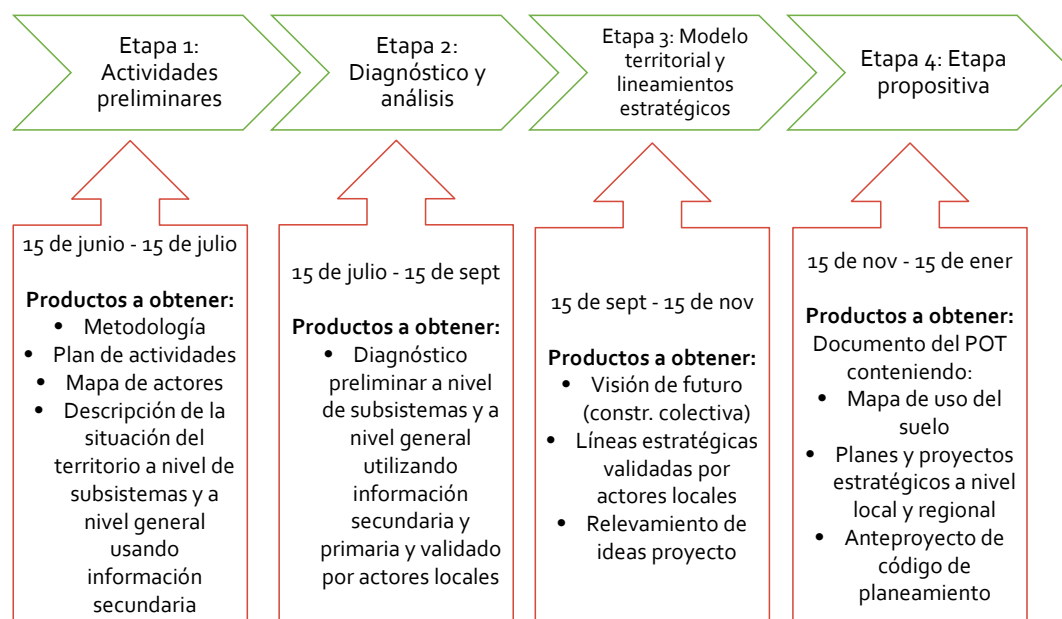 Etapa 1:
Actividades
preliminares
Etapa 2:
Diagnóstico y
análisis
Etapa 3: Modelo
territorial y
lineamientos
estratégicos
Etapa 4: Etapa
propositiva
15 de junio - 15 de julio
Productos a obtener:
• Metodología
• Plan de actividades
• Mapa de actores
• Descripción de la
situación del
territorio a nivel de
subsistemas y a
nivel general
usando
información
secundaria
15 de julio - 15 de sept
Productos a obtener:
• Diagnóstico
preliminar a nivel
de subsistemas y a
nivel general
utilizando
información
secundaria y
primaria y validado
por actores locales
15 de sept - 15 de nov
Productos a obtener:
• Visión de futuro
(constr. colectiva)
• Líneas estratégicas
validadas por
actores locales
• Relevamiento de
ideas proyecto
15 de nov - 15 de ener
Productos a obtener:
Documento del POT
conteniendo:
• Mapa de uso del
suelo
• Planes y proyectos
estratégicos a nivel
local y regional
• Anteproyecto de
código de
planeamiento